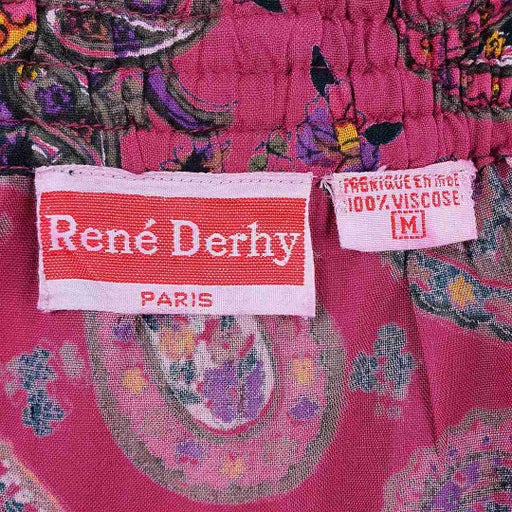 René Derhy
PARIS
FABRIQUE EN INDE
100% VISCOSE
M